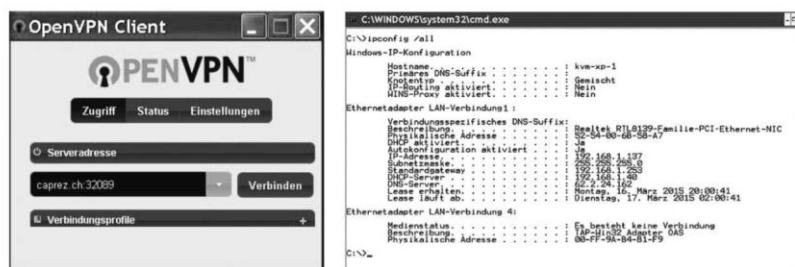 OpenVPN Client
OPENVPN™
Zugriff Status Einstellungen
Serveradresse
caprez.ch:32089 Verbinden
Verbindungsprofile +
C:\WINDOWS\system32\cmd.exe
C:\>ipconfig /all
Windows-IP-Konfiguration
Hostname. . . . . . . . . . . . . : kvm-xp-1
Primäres DNS-Suffix . . . . . . . :
Knotentyp . . . . . . . . . . . . : Gemischt
IP-Routing aktiviert. . . . . . . : Nein
WINS-Proxy aktiviert. . . . . . . : Nein
Ethernetadapter LAN-Verbindung1 :
Verbindungsspezifisches DNS-Suffix:
Beschreibung. . . . . . . . . . . : Realtek RTL8139-Familie-PCI-Ethernet-NIC
Physikalische Adresse . . . . . . : 52-54-00-6B-5B-A7
DHCP aktiviert. . . . . . . . . . : Ja
Autokonfiguration aktiviert . . . : Ja
IP-Adresse. . . . . . . . . . . . : 192.168.1.137
Subnetzmaske. . . . . . . . . . . : 255.255.255.0
Standardgateway . . . . . . . . . : 192.168.1.253
DHCP-Server . . . . . . . . . . . : 192.168.1.40
DNS-Server. . . . . . . . . . . . : 62.2.24.162
Lease erhalten. . . . . . . . . . : Montag, 16. März 2015 20:00:41
Lease läuft ab. . . . . . . . . . : Dienstag, 17. März 2015 02:00:41
Ethernetadapter LAN-Verbindung 4:
Medienstatus. . . . . . . . . . . : Es besteht keine Verbindung
Beschreibung. . . . . . . . . . . : TAP-Win32 Adapter OAS
Physikalische Adresse . . . . . . : 00-FF-9A-B4-B1-F9
C:\>_